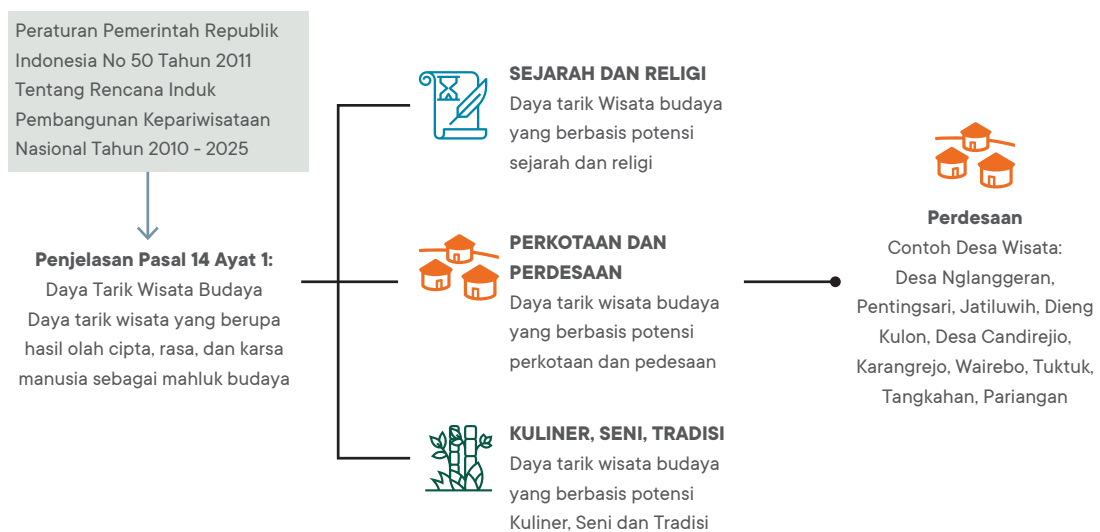 Peraturan Pemerintah Republik
Indonesia No 50 Tahun 2011
Tentang Rencana Induk
Pembangunan Kepariwisataan
Nasional Tahun 2010 - 2025
Penjelasan Pasal 14 Ayat 1:
Daya Tarik Wisata Budaya
Daya tarik wisata yang berupa
hasil olah cipta, rasa, dan karsa
manusia sebagai mahluk budaya
SEJARAH DAN RELIGI
Daya tarik Wisata budaya
yang berbasis potensi
sejarah dan religi
PERKOTAAN DAN
PERDESAAN
Daya tarik wisata budaya
yang berbasis potensi
perkotaan dan pedesaan
KULINER, SENI, TRADISI
Daya tarik wisata budaya
yang berbasis potensi
Kuliner, Seni dan Tradisi
Perdesaan
Contoh Desa Wisata:
Desa Nglanggeran,
Pentingsari, Jatiluwih, Dieng
Kulon, Desa Candirejio,
Karangrejo, Wairebo, Tuktuk,
Tangkahan, Pariangan